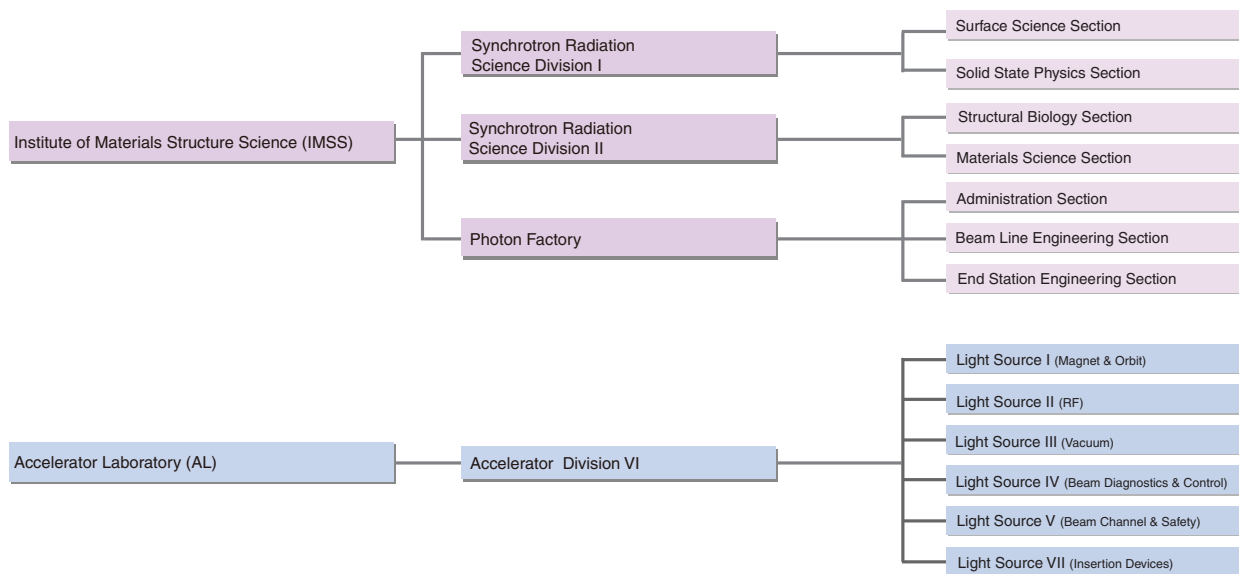 Surface Science Section
Synchrotron Radiation
Science Division I
Solid State Physics Section
Structural Biology Section
Institute of Materials Structure Science (IMSS)
Synchrotron Radiation
Science Division II
Materials Science Section
Administration Section
Photon Factory
Beam Line Engineering Section
End Station Engineering Section
Light Source I (Magnet & Orbit)
Light Source II (RF)
Light Source III (Vacuum)
Accelerator Laboratory (AL)
Accelerator Division VI
Light Source IV (Beam Diagnostics & Control)
Light Source V (Beam Channel & Safety)
Light Source VII (Insertion Devices)